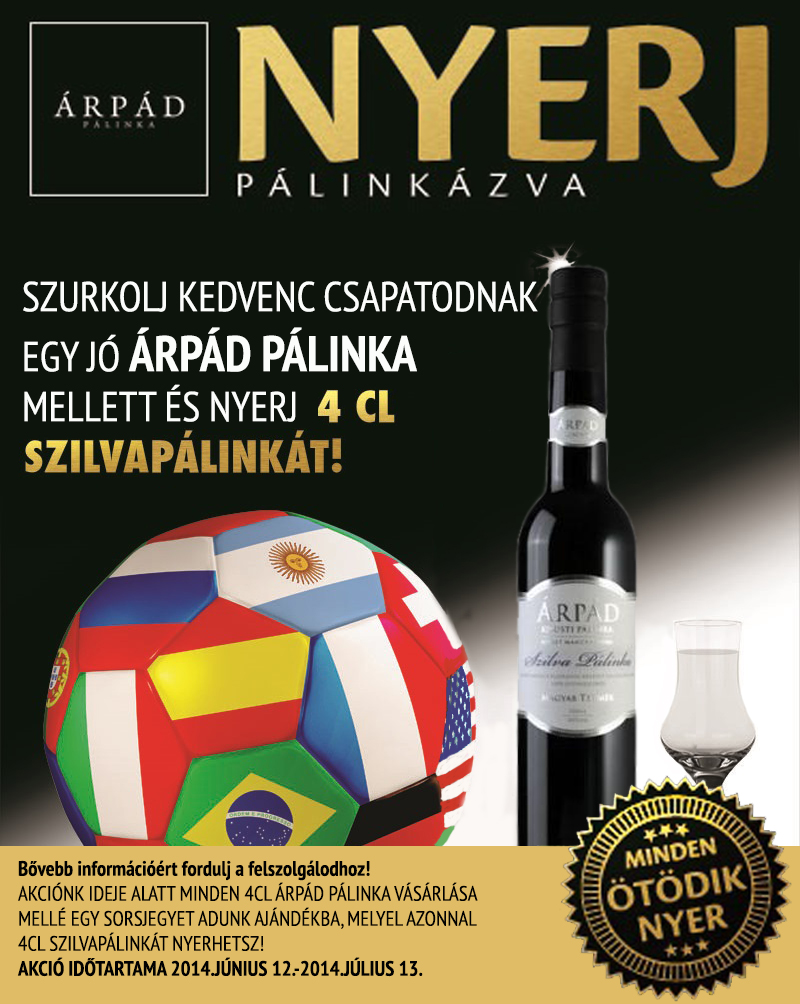 ÁRPÁD
PÁLINKA
NYERJ
PÁLINKÁZVA
SZURKOLJ KEDVENC CSAPATODNAK
EGY JÓ ÁRPÁD PÁLINKA
MELLETT ÉS NYERJ 4 CL
SZILVAPÁLINKÁT!
ÁRPÁD
ÁRPÁD
Szilva Pálinka
ORDEM E PROGRESSO
Bővebb információért fordulj a felszolgálodhoz!
AKCIÓNK IDEJE ALATT MINDEN 4CL ÁRPÁD PÁLINKA VÁSÁRLÁSA
MELLÉ EGY SORSJEGYET ADUNK AJÁNDÉKBA, MELYEL AZONNAL
4CL SZILVAPÁLINKÁT NYERHETSZ!
AKCIÓ IDŐTARTAMA 2014.JÚNIUS 12.-2014.JÚLIUS 13.
MINDEN
ÖTÖDIK
NYER